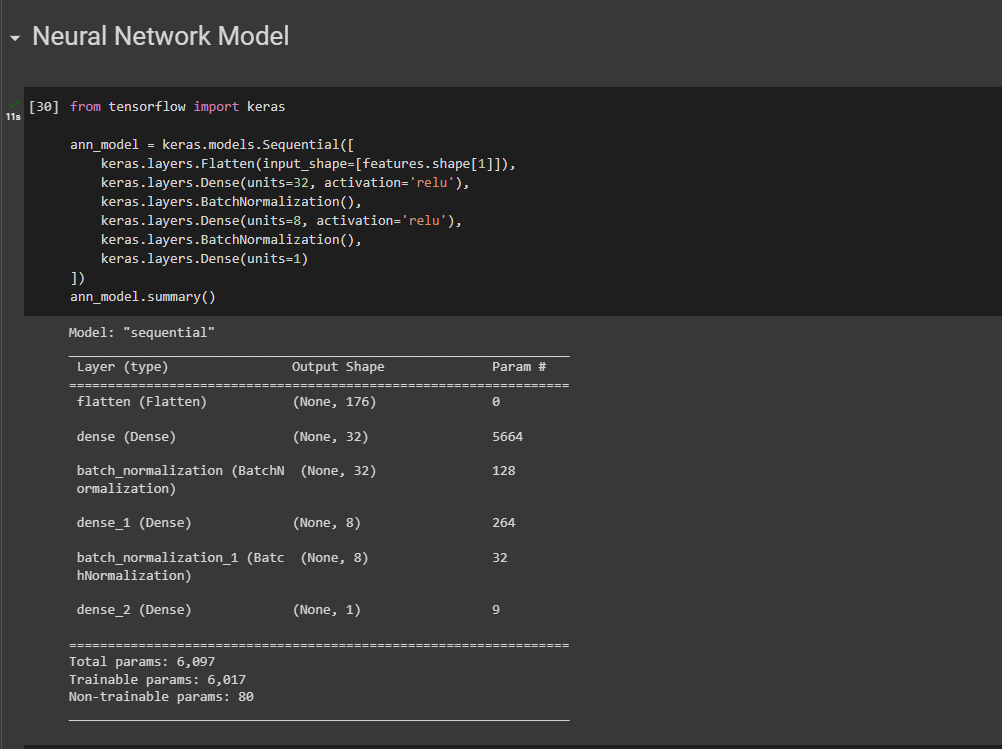 Neural Network Model
[30] from tensorflow import keras
11s
ann_model = keras.models.Sequential([
    keras.layers.Flatten(input_shape=[features.shape[1]]),
    keras.layers.Dense(units=32, activation='relu'),
    keras.layers.BatchNormalization(),
    keras.layers.Dense(units=8, activation='relu'),
    keras.layers.BatchNormalization(),
    keras.layers.Dense(units=1)
])
ann_model.summary()
Model: "sequential"
_________________________________________________________________
 Layer (type)                Output Shape              Param #
=================================================================
 flatten (Flatten)           (None, 176)               0
 dense (Dense)               (None, 32)                5664
 batch_normalization (BatchN  (None, 32)               128
 ormalization)
 dense_1 (Dense)             (None, 8)                 264
 batch_normalization_1 (Batc  (None, 8)                32
 hNormalization)
 dense_2 (Dense)             (None, 1)                 9
=================================================================
Total params: 6,097
Trainable params: 6,017
Non-trainable params: 80
_________________________________________________________________